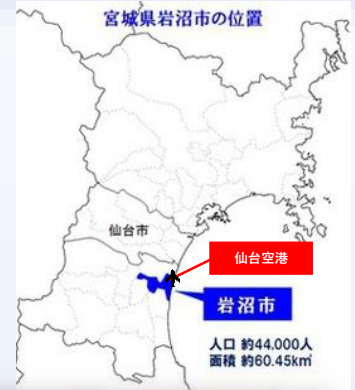 宮城県岩沼市の位置
仙台市
仙台空港
岩沼市
人口 約44.000人
面積 約60.45k㎡